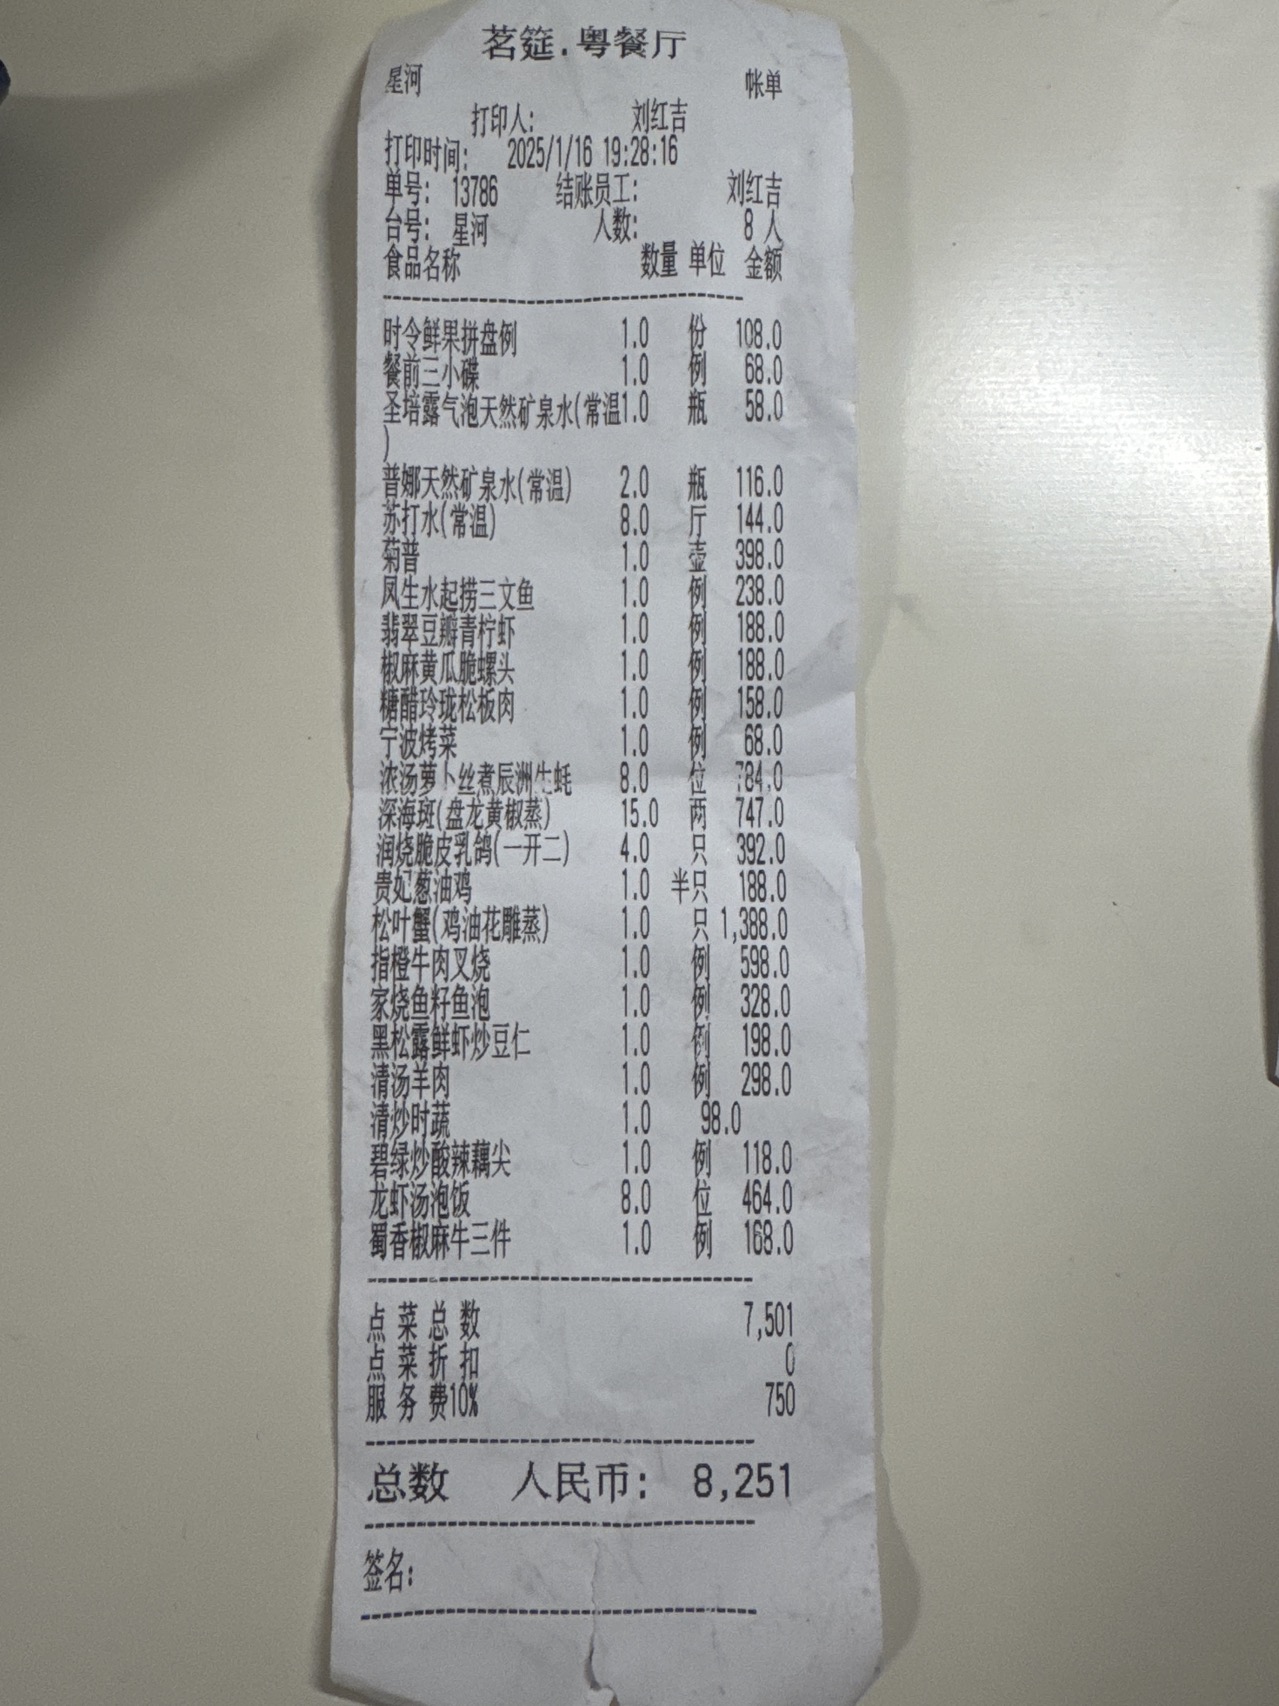 茗筵.粤餐厅
星河 帐单
打印人: 刘红吉
打印时间: 2025/1/16 19:28:16
单号: 13786 结账员工: 刘红吉
台号: 星河 人数: 8 人
食品名称 数量 单位 金额
时令鲜果拼盘例 1.0 份 108.0
餐前三小碟 1.0 例 68.0
圣培露气泡天然矿泉水(常温1.0 瓶 58.0
)
普娜天然矿泉水(常温) 2.0 瓶 116.0
苏打水(常温) 8.0 厅 144.0
菊普 1.0 壶 398.0
风生水起捞三文鱼 1.0 例 238.0
翡翠豆瓣青柠虾 1.0 例 188.0
椒麻黄瓜脆螺头 1.0 例 188.0
糖醋玲珑松板肉 1.0 例 158.0
宁波烤菜 1.0 例 68.0
浓汤萝卜丝煮辰洲生蚝 8.0 位 784.0
深海斑(盘龙黄椒蒸) 15.0 两 747.0
润烧脆皮乳鸽(一开二) 4.0 只 392.0
贵妃葱油鸡 1.0 半只 188.0
松叶蟹(鸡油花雕蒸) 1.0 只 1,388.0
指橙牛肉叉烧 1.0 例 598.0
家烧鱼籽鱼泡 1.0 例 328.0
黑松露鲜虾炒豆仁 1.0 例 198.0
清汤羊肉 1.0 例 298.0
清炒时蔬 1.0 98.0
碧绿炒酸辣藕尖 1.0 例 118.0
龙虾汤泡饭 8.0 位 464.0
蜀香椒麻牛三件 1.0 例 168.0
点菜总数 7,501
点菜折扣 0
服务费10% 750
总数 人民币: 8,251
签名: